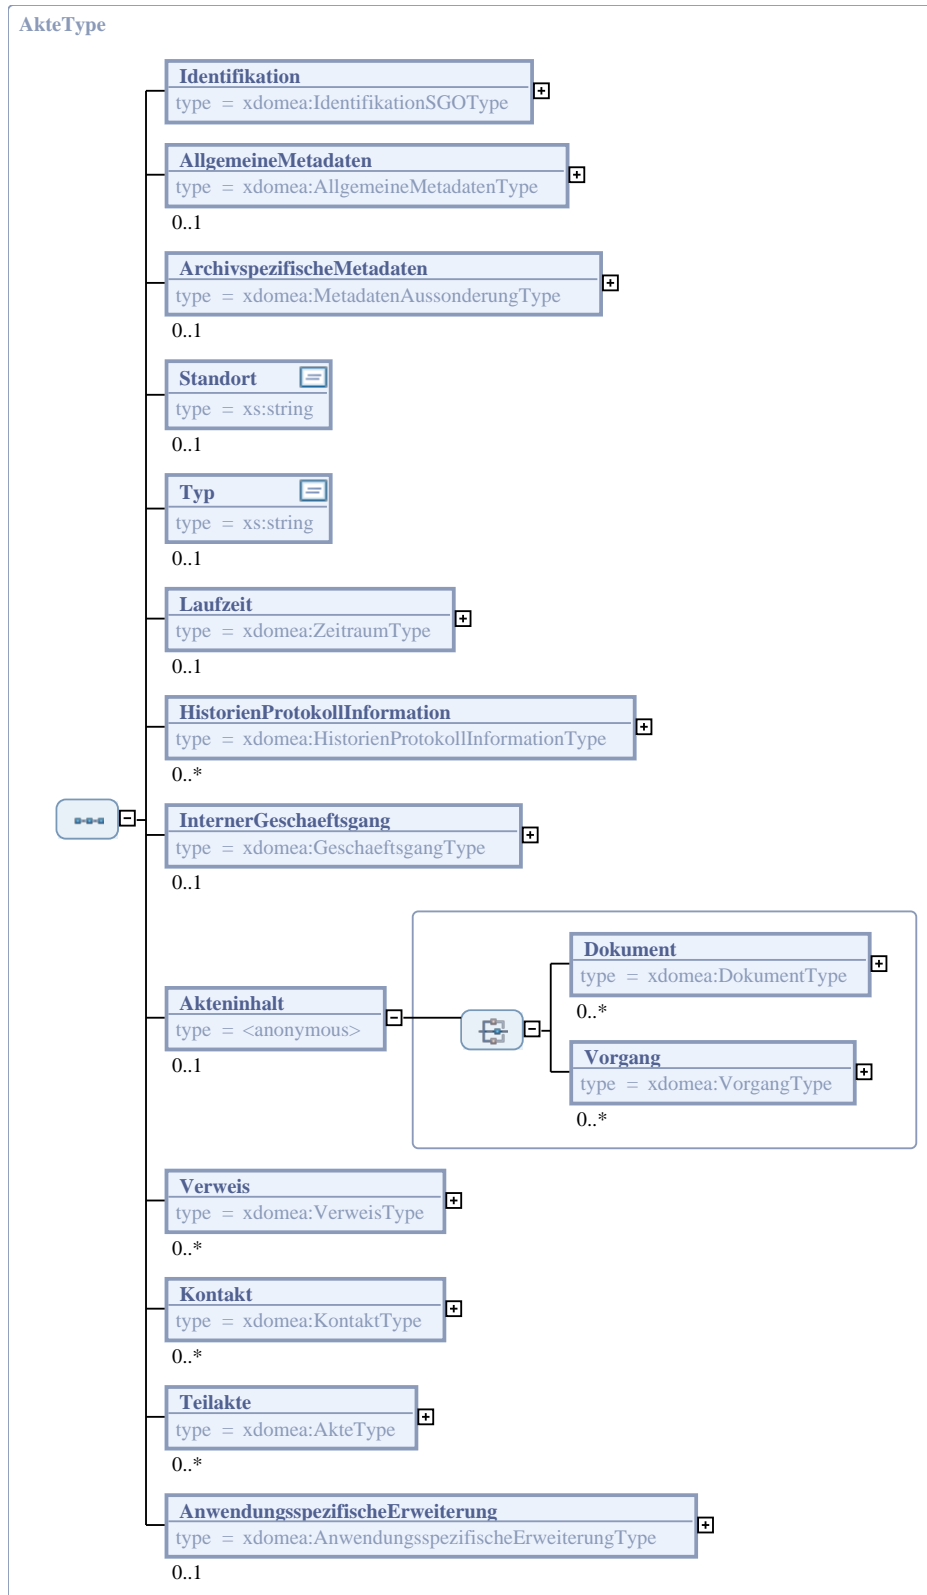 AkteType
Identifikation
type = xdomea:IdentifikationSGOType
AllgemeineMetadaten
type = xdomea:AllgemeineMetadatenType
0..1
ArchivspezifischeMetadaten
type = xdomea:MetadatenAussonderungType
0..1
Standort
type = xs:string
0..1
Typ
type = xs:string
0..1
Laufzeit
type = xdomea:ZeitraumType
0..1
HistorienProtokollInformation
type = xdomea:HistorienProtokollInformationType
0..*
InternerGeschaeftsgang
type = xdomea:GeschaeftsgangType
0..1
Akteninhalt
type = <anonymous>
0..1
Dokument
type = xdomea:DokumentType
0..*
Vorgang
type = xdomea:VorgangType
0..*
Verweis
type = xdomea:VerweisType
0..*
Kontakt
type = xdomea:KontaktType
0..*
Teilakte
type = xdomea:AkteType
0..*
AnwendungsspezifischeErweiterung
type = xdomea:AnwendungsspezifischeErweiterungType
0..1